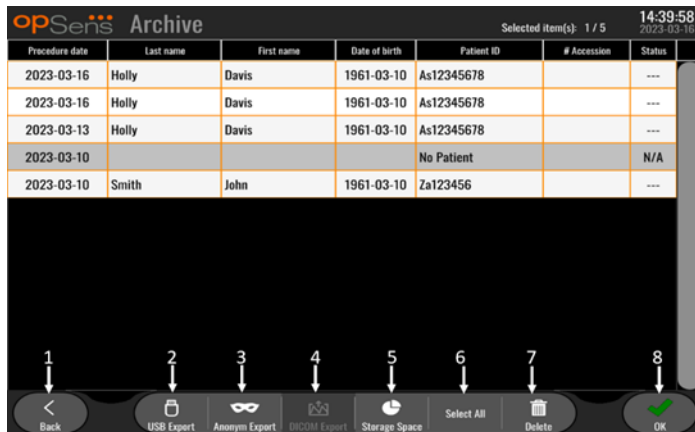 opSens Archive Selected item(s): 1 / 5 14:39:58
2023-03-16
Procedure date Last name First name Date of birth Patient ID # Accession Status
2023-03-16 Holly Davis 1961-03-10 As12345678 ---
2023-03-16 Holly Davis 1961-03-10 As12345678 ---
2023-03-13 Holly Davis 1961-03-10 As12345678 ---
2023-03-10 No Patient N/A
2023-03-10 Smith John 1961-03-10 Za123456 ---
1 2 3 4 5 6 7 8
Back USB Export Anonym Export DICOM Export Storage Space Select All Delete OK